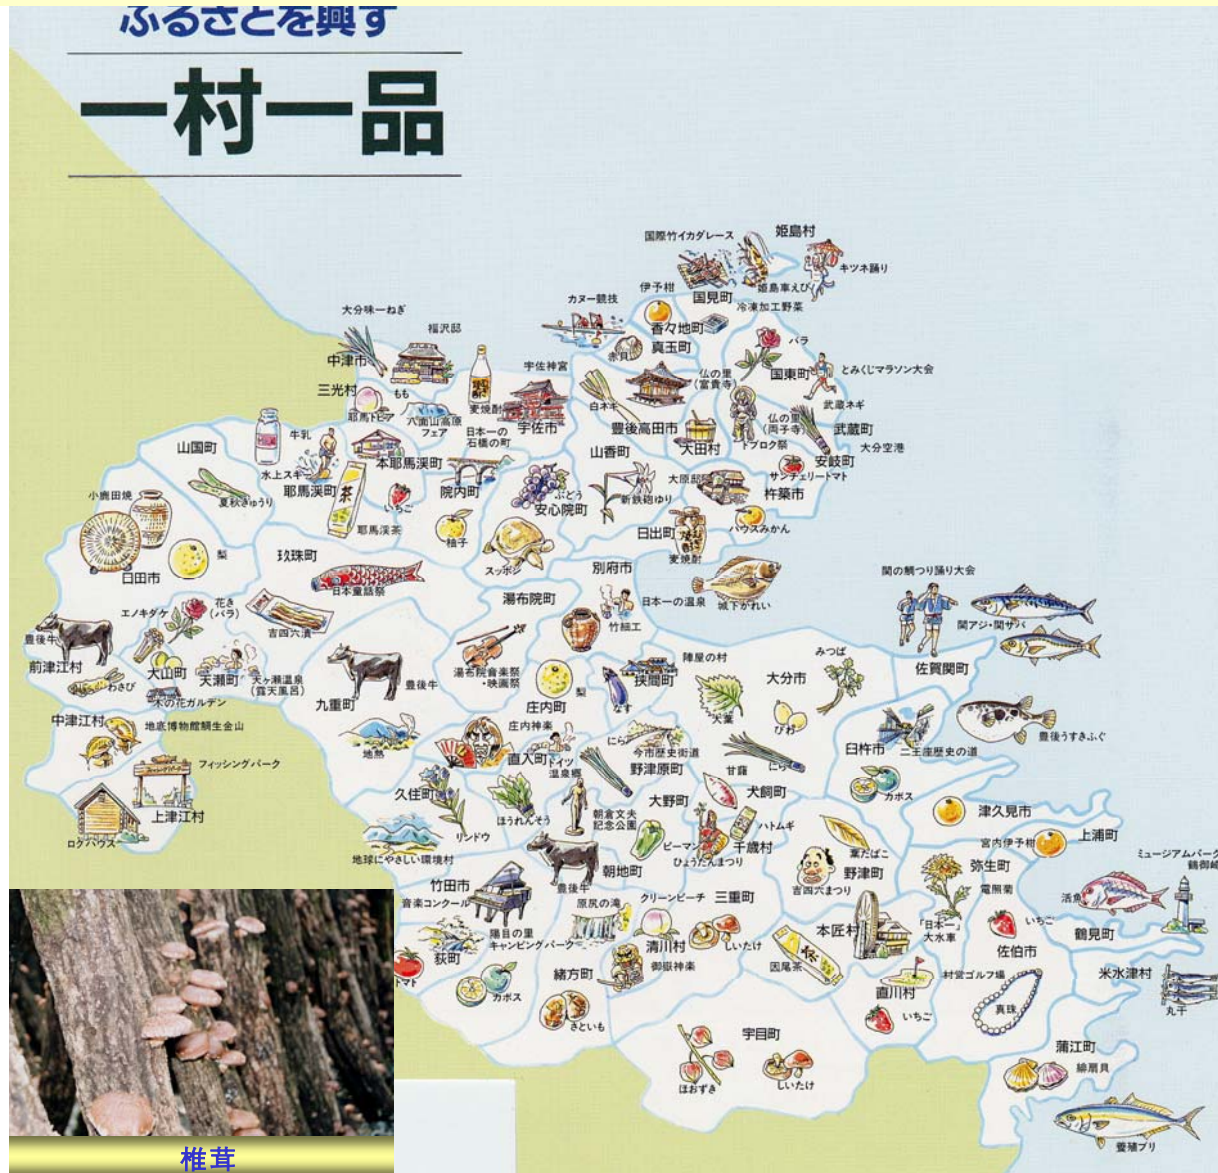 ふるさとを興す
一村一品
国際竹イカダレース
姫島村
キツネ踊り
伊予柑
国見町
姫島車えび
冷凍加工野菜
カヌー競技
香々地町
真玉町
赤貝
バラ
国東町
とみくじマラソン大会
大分味一ねぎ
福沢邸
中津市
三光村
もも
耶馬トピア
八面山高原
フェア
麦焼酎
日本一の
石橋の町
宇佐神宮
宇佐市
白ネギ
仏の里
(富貴寺)
豊後高田市
大田村
ドブロク祭
仏の里
(両子寺)
武蔵ネギ
武蔵町
大分空港
安岐町
サンチェリートマト
山国町
牛乳
水上スキー
本耶馬渓町
耶馬渓町
茶
いちご
耶馬渓茶
夏秋きゅうり
院内町
柚子
ぶどう
安心院町
山香町
新鉄砲ゆり
大原邸
杵築市
ハウスみかん
日出町
麦焼酎
小鹿田焼
梨
日田市
玖珠町
日本童話祭
吉四六漬
スッポン
湯布院町
別府市
竹細工
日本一の温泉
城下かれい
関の鯛つり踊り大会
関アジ・関サバ
佐賀関町
エノキダケ
花き
(バラ)
豊後牛
前津江村
わさび
大山町
木の花ガルテン
天瀬町
天ヶ瀬温泉
(露天風呂)
豊後牛
九重町
地熱
湯布院音楽祭
・映画祭
梨
庄内町
庄内神楽
なす
陣屋の村
挾間町
大葉
みつば
大分市
びわ
中津江村
地底博物館鯛生金山
フィッシングパーク
上津江村
ログハウス
直入町
ドイツ
温泉郷
にら
今市歴史街道
野津原町
甘藷
にら
臼杵市
二王座歴史の道
豊後うすきふぐ
カボス
久住町
リンドウ
ほうれんそう
地球にやさしい環境村
朝倉文夫
記念公園
大野町
ピーマン
犬飼町
ハトムギ
ひょうたんまつり
千歳村
葉たばこ
津久見市
宮内伊予柑
上浦町
豊後牛
朝地町
吉四六まつり
野津町
弥生町
電照菊
ミュージアムパーク
鶴御崎
活魚
鶴見町
竹田市
音楽コンクール
陽目の里
キャンピングパーク
原尻の滝
クリーンピーチ
三重町
しいたけ
清川村
御嶽神楽
本匠村
「日本一」
大水車
いちご
佐伯市
茶
因尾茶
荻町
トマト
カボス
緒方町
さといも
村営ゴルフ場
直川村
いちご
真珠
米水津村
丸干
宇目町
ほおずき
しいたけ
蒲江町
緋扇貝
養殖ブリ
椎茸